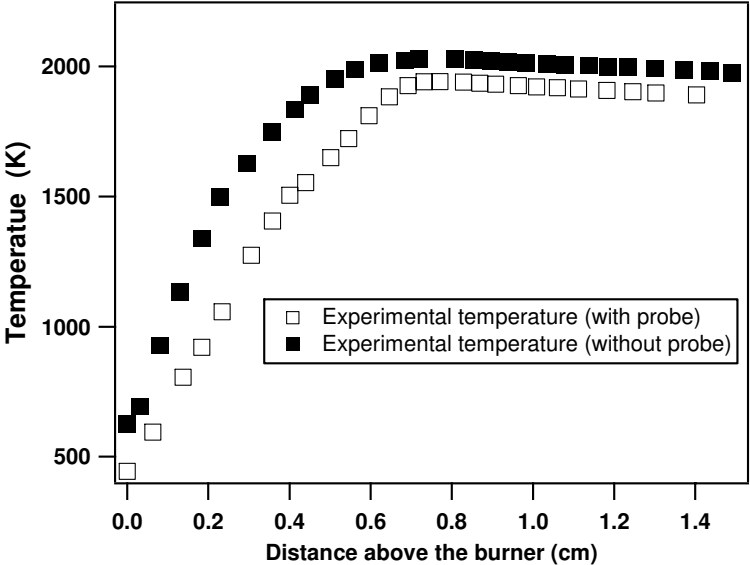 2000
1500
1000
500
Temperatue (K)
Experimental temperature (with probe)
Experimental temperature (without probe)
0.0 0.2 0.4 0.6 0.8 1.0 1.2 1.4
Distance above the burner (cm)